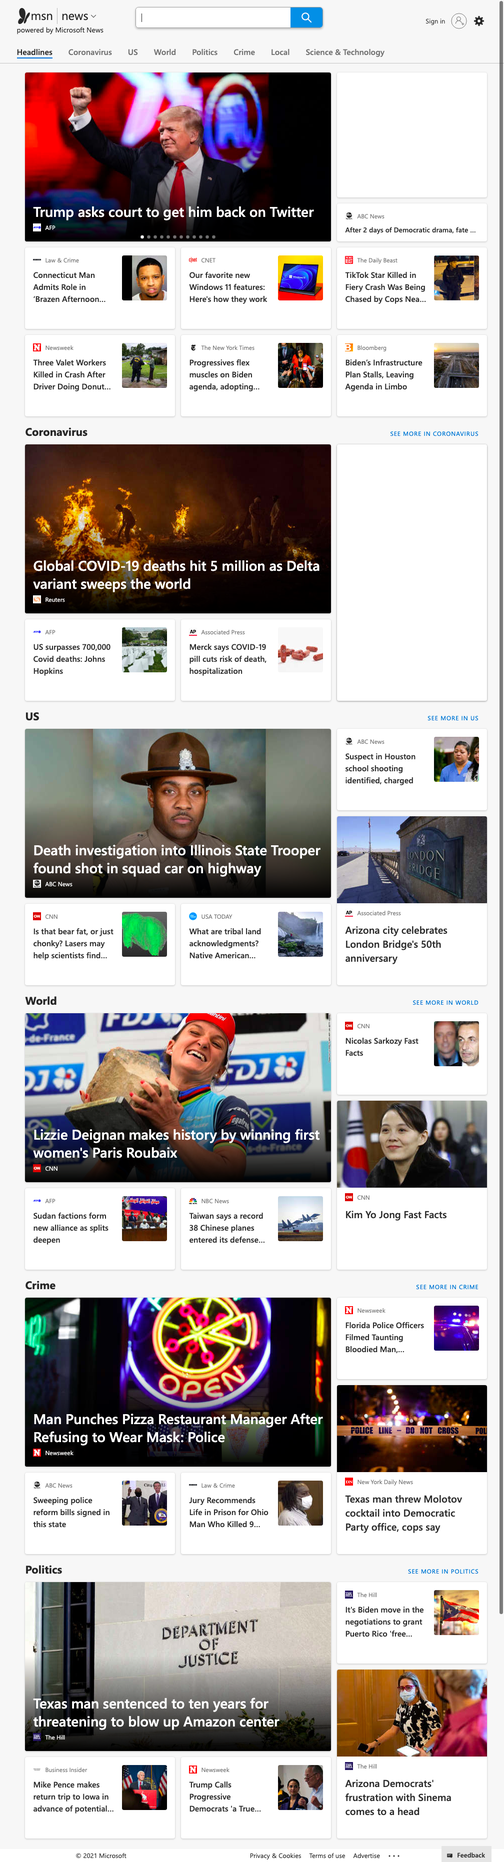 msn | news
powered by Microsoft News
Sign in
Headlines
Coronavirus
US
World
Politics
Crime
Local
Science & Technology
Trump asks court to get him back on Twitter
AFP
ABC News
After 2 days of Democratic drama, fate ...
Law & Crime
Connecticut Man
Admits Role in
'Brazen Afternoon...
CNET
Our favorite new
Windows 11 features:
Here's how they work
The Daily Beast
TikTok Star Killed in
Fiery Crash Was Being
Chased by Cops Nea...
Newsweek
Three Valet Workers
Killed in Crash After
Driver Doing Donut...
The New York Times
Progressives flex
muscles on Biden
agenda, adopting...
Bloomberg
Biden's Infrastructure
Plan Stalls, Leaving
Agenda in Limbo
Coronavirus
SEE MORE IN CORONAVIRUS
Global COVID-19 deaths hit 5 million as Delta
variant sweeps the world
Reuters
AFP
US surpasses 700,000
Covid deaths: Johns
Hopkins
Associated Press
Merck says COVID-19
pill cuts risk of death,
hospitalization
US
SEE MORE IN US
Death investigation into Illinois State Trooper
found shot in squad car on highway
ABC News
ABC News
Suspect in Houston
school shooting
identified, charged
CNN
Is that bear fat, or just
chonky? Lasers may
help scientists find...
USA TODAY
What are tribal land
acknowledgments?
Native American...
LONDON
BRIDGE
Associated Press
Arizona city celebrates
London Bridge's 50th
anniversary
World
SEE MORE IN WORLD
FDJ
de-France
Lizzie Deignan makes history by winning first
women's Paris Roubaix
CNN
CNN
Nicolas Sarkozy Fast
Facts
AFP
Sudan factions form
new alliance as splits
deepen
NBC News
Taiwan says a record
38 Chinese planes
entered its defense...
CNN
Kim Yo Jong Fast Facts
Crime
SEE MORE IN CRIME
OPEN
Man Punches Pizza Restaurant Manager After
Refusing to Wear Mask: Police
Newsweek
Newsweek
Florida Police Officers
Filmed Taunting
Bloodied Man,...
ABC News
Sweeping police
reform bills signed in
this state
Law & Crime
Jury Recommends
Life in Prison for Ohio
Man Who Killed 9...
POLICE LINE - DO NOT CROSS
New York Daily News
Texas man threw Molotov
cocktail into Democratic
Party office, cops say
Politics
SEE MORE IN POLITICS
DEPARTMENT
OF
JUSTICE
Texas man sentenced to ten years for
threatening to blow up Amazon center
The Hill
The Hill
It's Biden move in the
negotiations to grant
Puerto Rico 'free...
Business Insider
Mike Pence makes
return trip to Iowa in
advance of potential...
Newsweek
Trump Calls
Progressive
Democrats 'a True...
The Hill
Arizona Democrats'
frustration with Sinema
comes to a head
© 2021 Microsoft
Privacy & Cookies
Terms of use
Advertise
...
Feedback